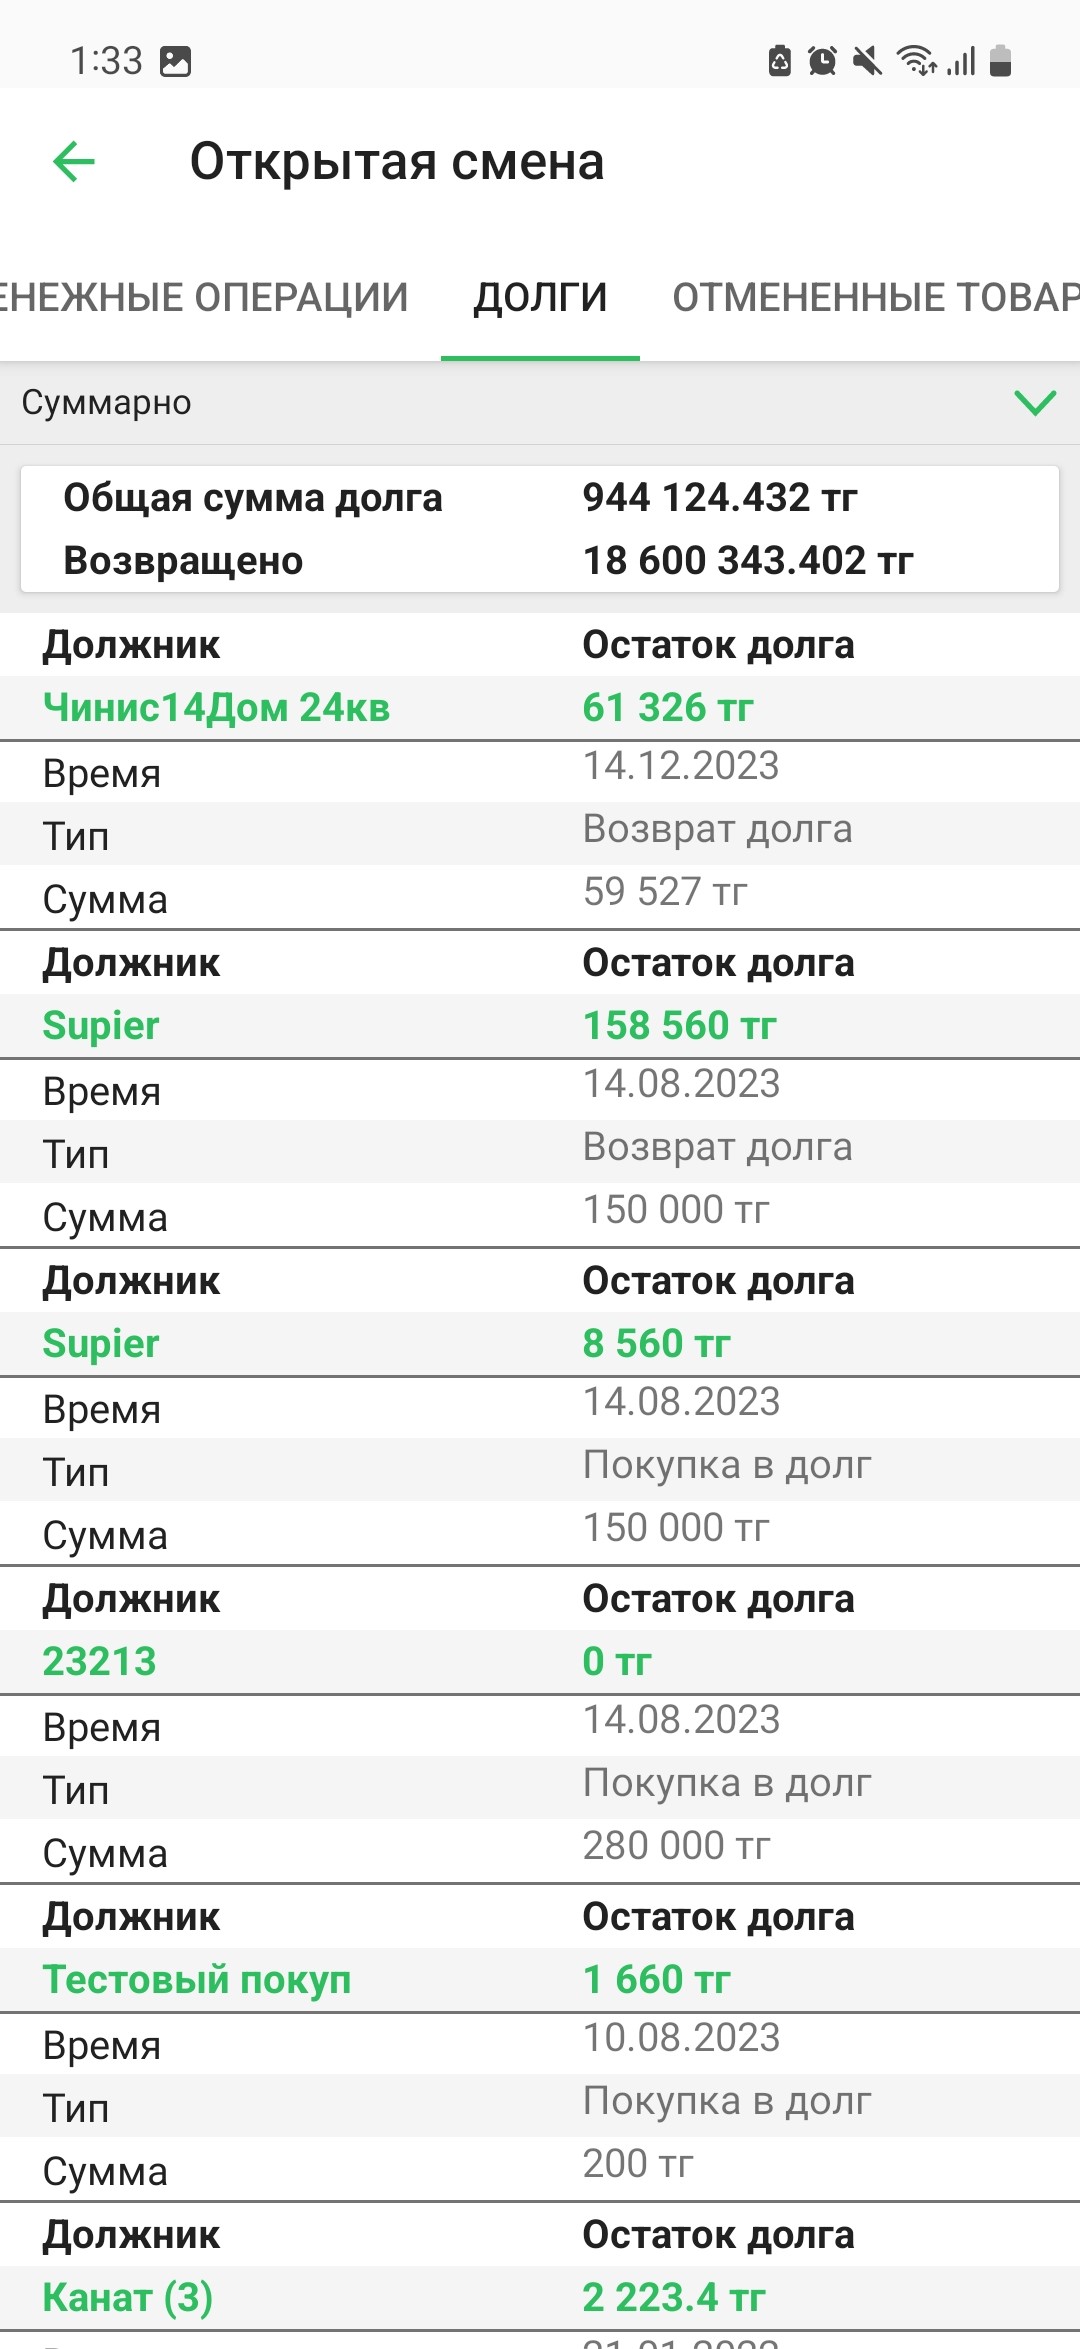 1:33
Открытая смена
ЕНЕЖНЫЕ ОПЕРАЦИИ ДОЛГИ ОТМЕНЕННЫЕ ТОВАР
Суммарно
Общая сумма долга 944 124.432 тг
Возвращено 18 600 343.402 тг
Должник Остаток долга
Чинис14Дом 24кв 61 326 тг
Время 14.12.2023
Тип Возврат долга
Сумма 59 527 тг
Должник Остаток долга
Supier 158 560 тг
Время 14.08.2023
Тип Возврат долга
Сумма 150 000 тг
Должник Остаток долга
Supier 8 560 тг
Время 14.08.2023
Тип Покупка в долг
Сумма 150 000 тг
Должник Остаток долга
23213 0 тг
Время 14.08.2023
Тип Покупка в долг
Сумма 280 000 тг
Должник Остаток долга
Тестовый покуп 1 660 тг
Время 10.08.2023
Тип Покупка в долг
Сумма 200 тг
Должник Остаток долга
Канат (3) 2 223.4 тг